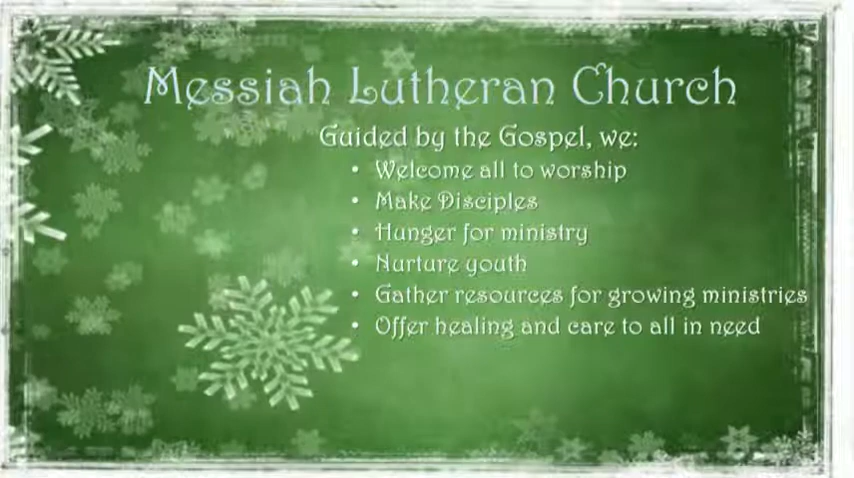 Messiah Lutheran Church
Guided by the Gospel, we:
• Welcome all to worship
• Make Disciples
• Hunger for ministry
• Nurture youth
• Gather resources for growing ministries
• Offer healing and care to all in need